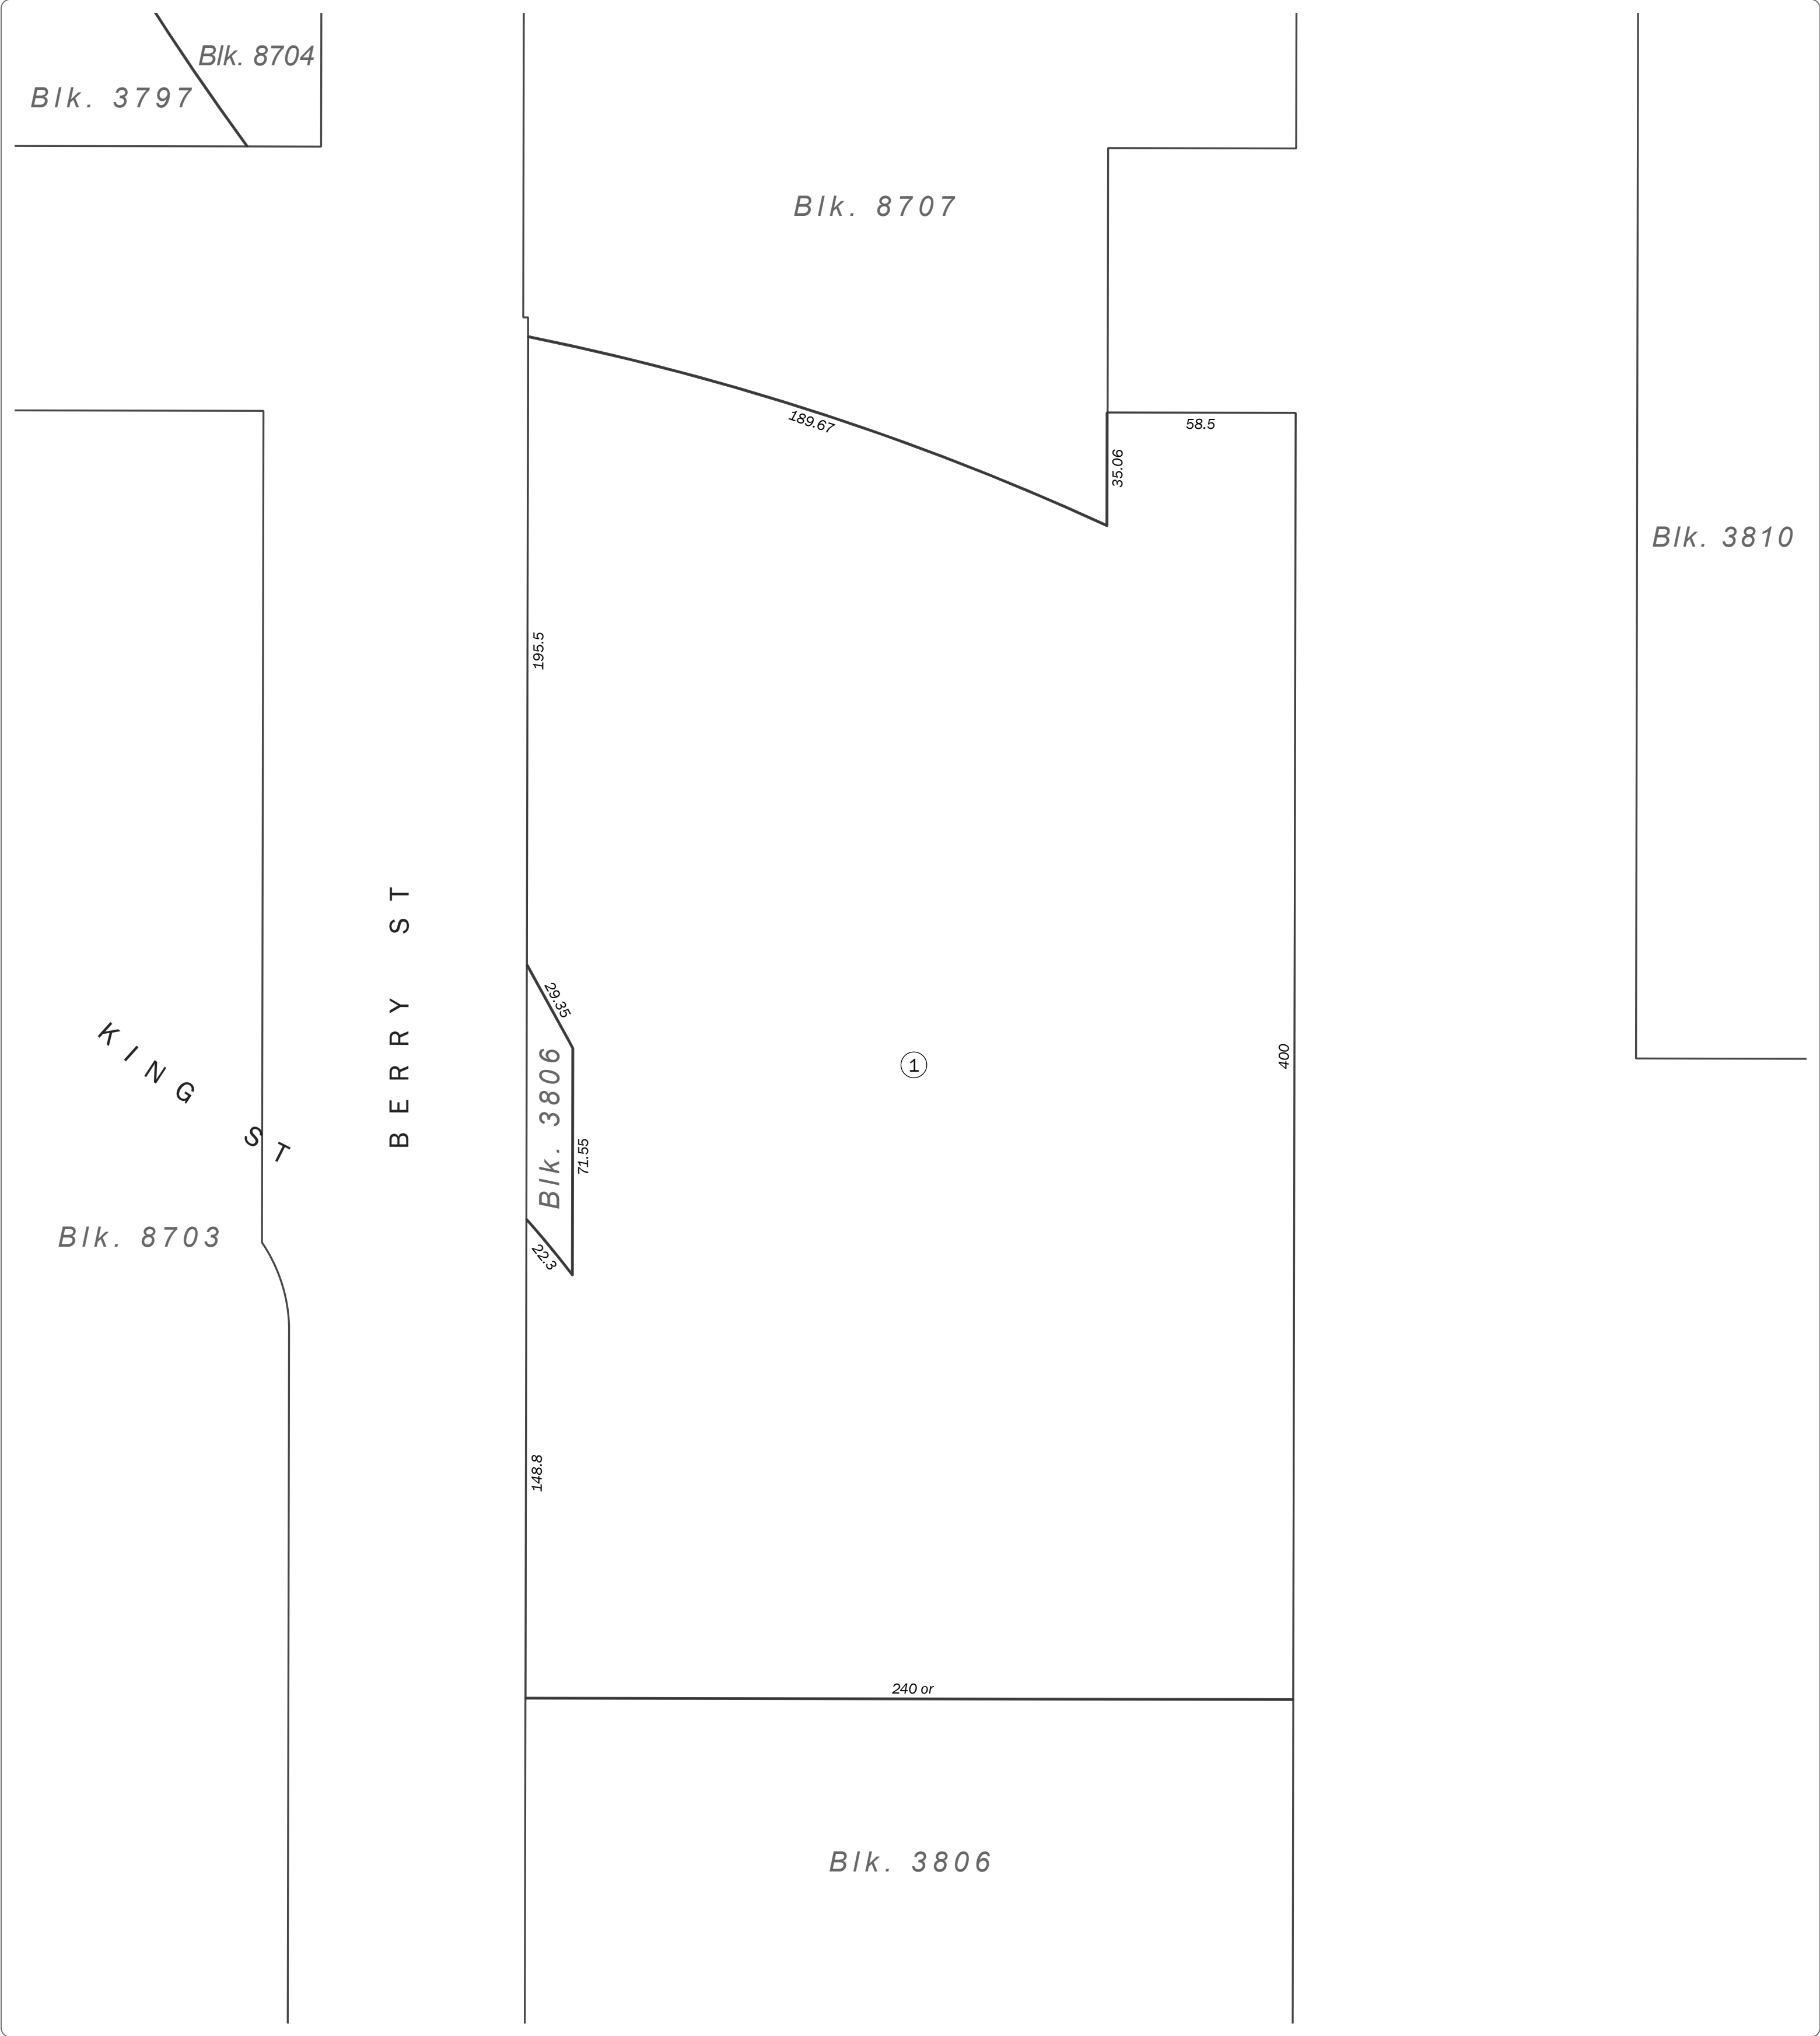 Blk. 8704
Blk. 3797
Blk. 8707
189.67
58.5
35.06
Blk. 3810
195.5
BERRY ST
29.35
KING ST
Blk. 3806
1
400
71.55
Blk. 8703
22.3
148.8
240 or
Blk. 3806